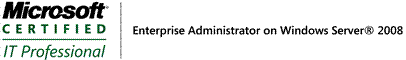 Microsoft®
CERTIFIED
IT Professional
Enterprise Administrator on Windows Server® 2008